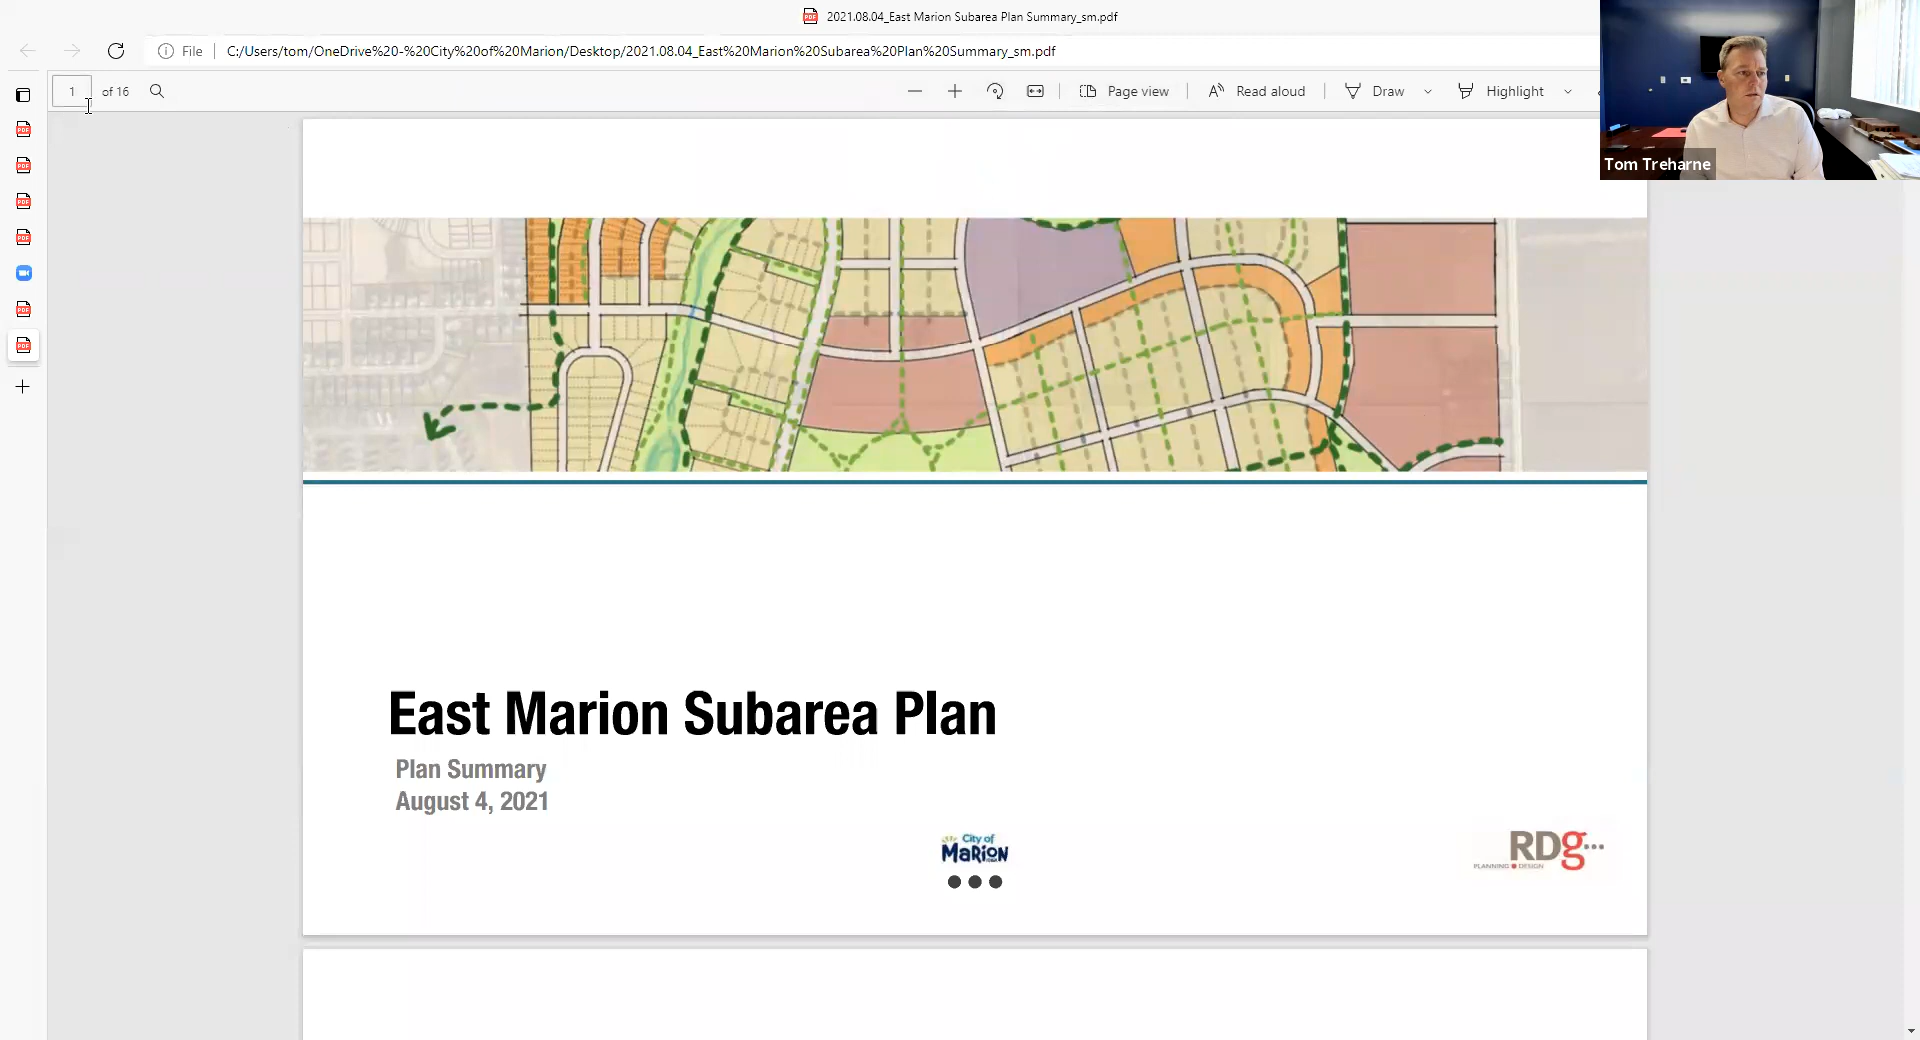 2021.08.04_East Marion Subarea Plan Summary_sm.pdf
File
C:/Users/tom/OneDrive%20-%20City%20of%20Marion/Desktop/2021.08.04_East%20Marion%20Subarea%20Plan%20Summary_sm.pdf
1 of 16
Page view
Read aloud
Draw
Highlight
Tom Treharne
East Marion Subarea Plan
Plan Summary
August 4, 2021
City of
MARION
RDg...
PLANNING • DESIGN